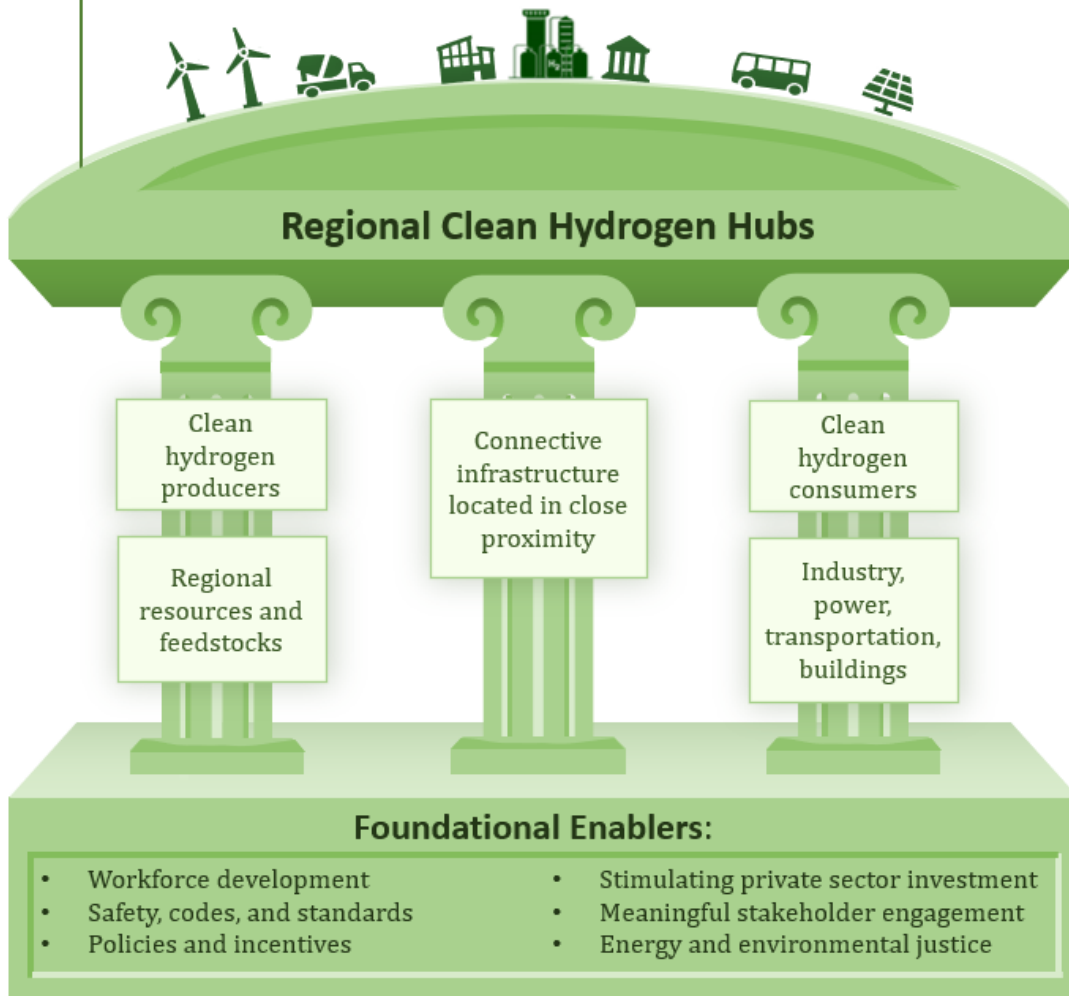 H₂
Regional Clean Hydrogen Hubs
Clean
hydrogen
producers
Regional
resources and
feedstocks
Connective
infrastructure
located in close
proximity
Clean
hydrogen
consumers
Industry,
power,
transportation,
buildings
Foundational Enablers:
• Workforce development
• Safety, codes, and standards
• Policies and incentives
• Stimulating private sector investment
• Meaningful stakeholder engagement
• Energy and environmental justice